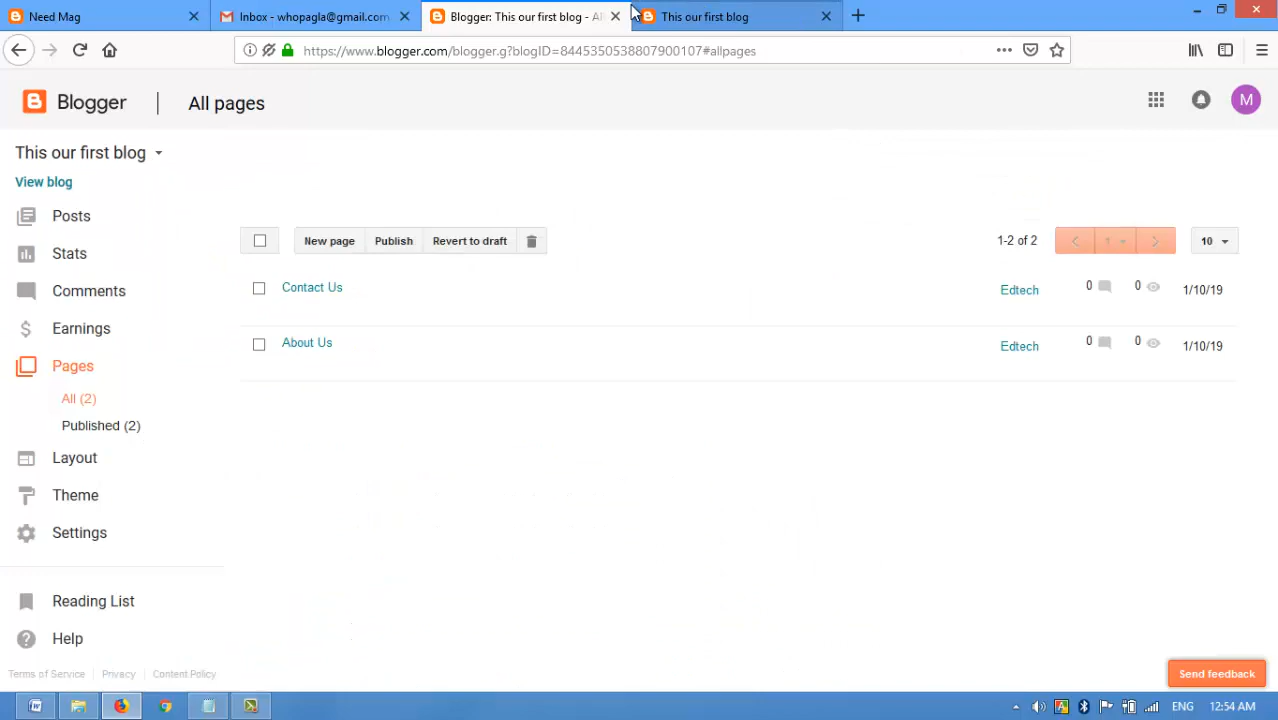 Need Mag
Inbox - whopagla@gmail.com
Blogger: This our first blog - Al
This our first blog
https://www.blogger.com/blogger.g?blogID=8445350538807900107#allpages
Blogger
All pages
M
This our first blog
View blog
Posts
Stats
Comments
Earnings
Pages
All (2)
Published (2)
Layout
Theme
Settings
Reading List
Help
Terms of Service | Privacy | Content Policy
New page Publish Revert to draft
1-2 of 2
1
10
Contact Us Edtech 0 0 1/10/19
About Us Edtech 0 0 1/10/19
Send feedback
ENG 12:54 AM